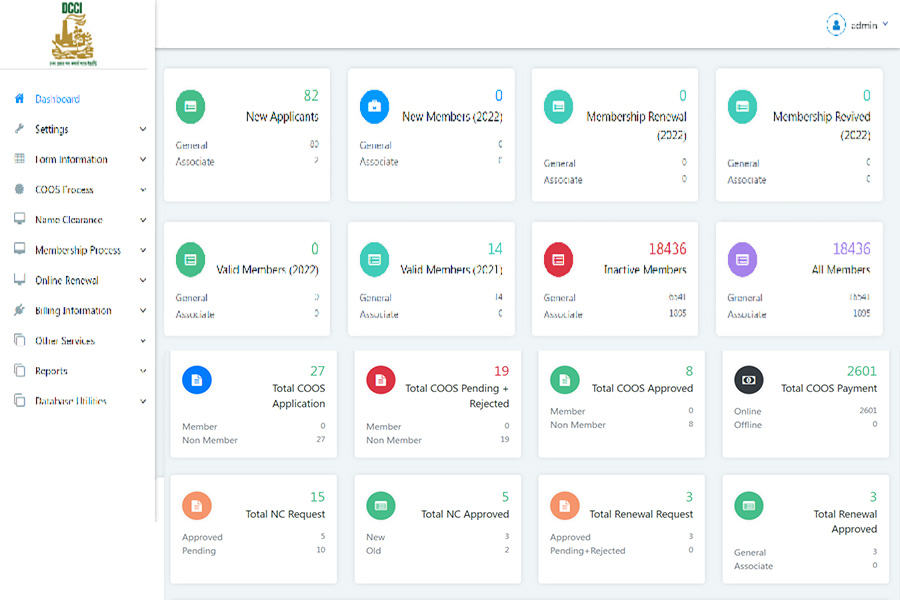 DCCI
admin
Dashboard
Settings
Form Information
COOS Process
Name Clearance
Membership Process
Online Renewal
Billing Information
Other Services
Reports
Database Utilities
82
New Applicants
General 80
Associate 2
0
New Members (2022)
General 0
Associate 0
0
Membership Renewal
(2022)
General 0
Associate 0
0
Membership Revived
(2022)
General 0
Associate 0
0
Valid Members (2022)
General 0
Associate 0
14
Valid Members (2021)
General 14
Associate 0
18436
Inactive Members
General
Associate
18436
All Members
General
Associate
27
Total COOS
Application
Member 0
Non Member 27
19
Total COOS Pending +
Rejected
Member 0
Non Member 19
8
Total COOS Approved
Member 0
Non Member 8
2601
Total COOS Payment
Online 2601
Offline 0
15
Total NC Request
Approved 5
Pending 10
5
Total NC Approved
New 3
Old 2
3
Total Renewal Request
Approved 3
Pending+Rejected 0
3
Total Renewal
Approved
General 3
Associate 0